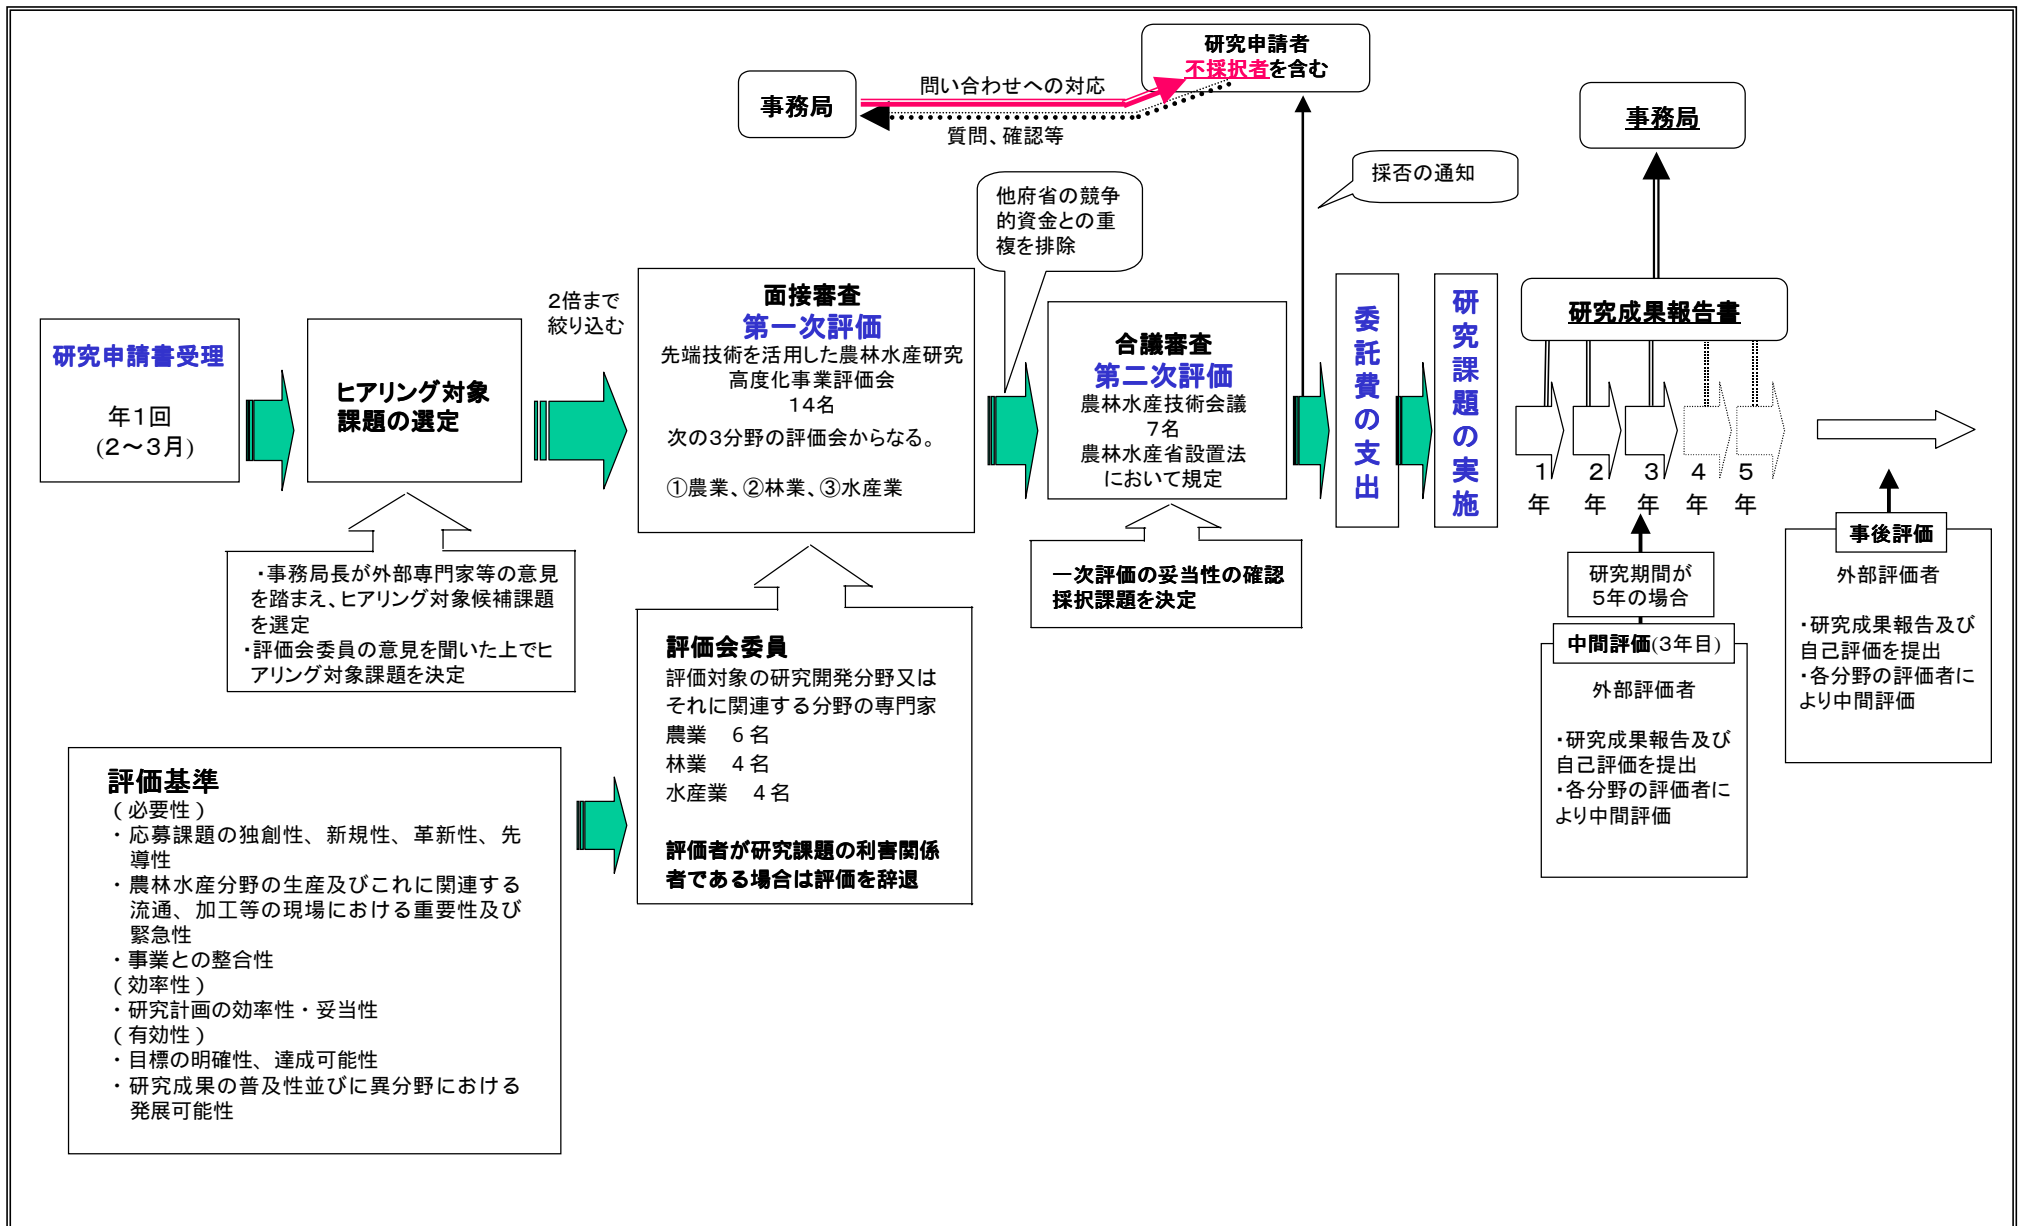 研究申請者
不採択者を含む
事務局
問い合わせへの対応
質問、確認等
事務局
採否の通知
他府省の競争
的資金との重
複を排除
研究申請書受理
年1回
(2～3月)
ヒアリング対象
課題の選定
2倍まで
絞り込む
面接審査
第一次評価
先端技術を活用した農林水産研究
高度化事業評価会
14名
次の3分野の評価会からなる。
①農業、②林業、③水産業
合議審査
第二次評価
農林水産技術会議
7名
農林水産省設置法
において規定
委託費の支出
研究課題の実施
研究成果報告書
1年
2年
3年
4年
5年
・事務局長が外部専門家等の意見
を踏まえ、ヒアリング対象候補課題
を選定
・評価会委員の意見を聞いた上でヒ
アリング対象課題を決定
評価会委員
評価対象の研究開発分野又は
それに関連する分野の専門家
農業　6名
林業　4名
水産業　4名
評価者が研究課題の利害関係
者である場合は評価を辞退
一次評価の妥当性の確認
採択課題を決定
研究期間が
5年の場合
中間評価(3年目)
外部評価者
・研究成果報告及び
自己評価を提出
・各分野の評価者に
より中間評価
事後評価
外部評価者
・研究成果報告及び
自己評価を提出
・各分野の評価者に
より中間評価
評価基準
(必要性)
・応募課題の独創性、新規性、革新性、先
導性
・農林水産分野の生産及びこれに関連する
流通、加工等の現場における重要性及び
緊急性
・事業との整合性
(効率性)
・研究計画の効率性・妥当性
(有効性)
・目標の明確性、達成可能性
・研究成果の普及性並びに異分野における
発展可能性